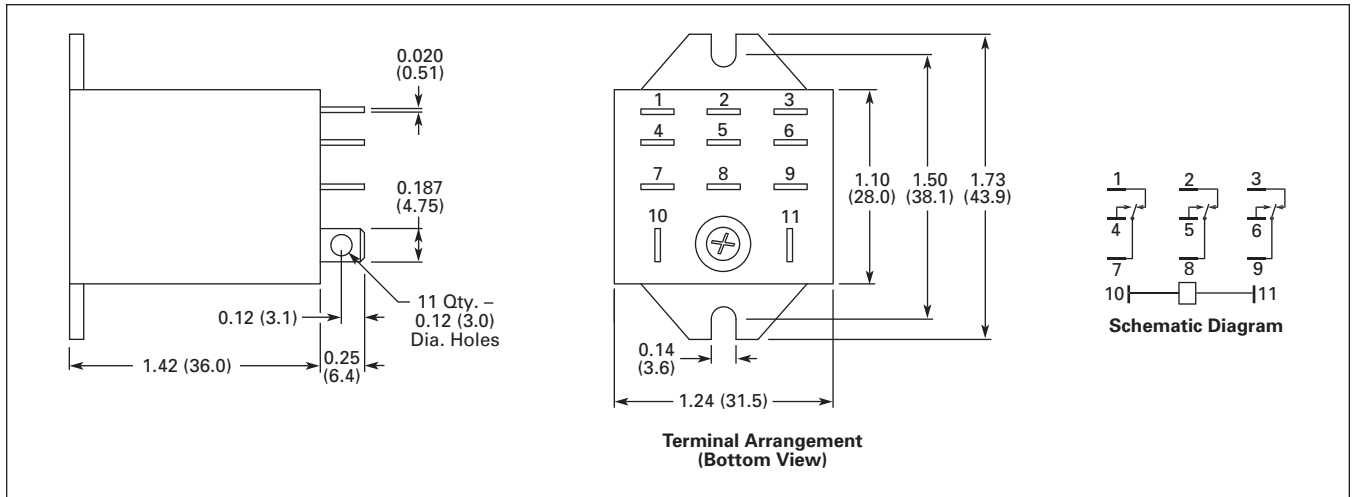 0.020
(0.51)
0.187
(4.75)
11 Qty. –
0.12 (3.0)
Dia. Holes
0.12 (3.1)
0.25
(6.4)
1.42 (36.0)
1 2 3
4 5 6
7 8 9
10 11
1.10
(28.0)
1.50
(38.1)
1.73
(43.9)
0.14
(3.6)
1.24 (31.5)
Terminal Arrangement
(Bottom View)
1 2 3
4 5 6
7 8 9
10 11
Schematic Diagram